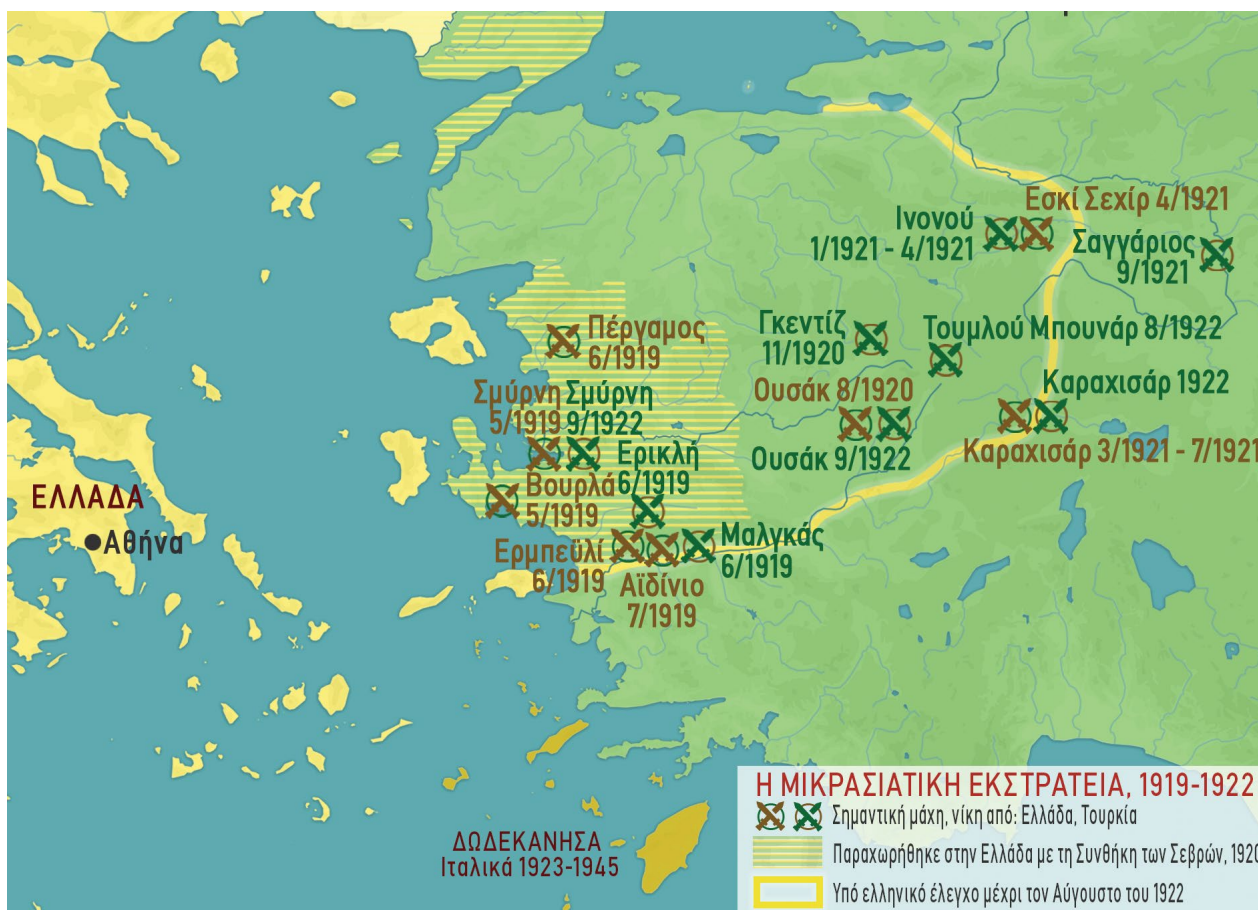 Εσκί Σεχίρ 4/1921
Ινονού
1/1921 - 4/1921
Σαγγάριος
9/1921
Πέργαμος
6/1919
Γκεντίζ
11/1920
Τουμλού Μπουνάρ 8/1922
Σμύρνη
5/1919
Σμύρνη
9/1922
Ουσάκ 8/1920
Καραχισάρ 1922
Ερικλή
6/1919
Ουσάκ 9/1922
Καραχισάρ 3/1921 - 7/1921
Βουρλά
5/1919
ΕΛΛΑΔΑ
Αθήνα
Ερμπεϋλί
6/1919
Αϊδίνιο
7/1919
Μαλγκάς
6/1919
ΔΩΔΕΚΑΝΗΣΑ
Ιταλικά 1923-1945
Η ΜΙΚΡΑΣΙΑΤΙΚΗ ΕΚΣΤΡΑΤΕΙΑ, 1919-1922
Σημαντική μάχη, νίκη από: Ελλάδα, Τουρκία
Παραχωρήθηκε στην Ελλάδα με τη Συνθήκη των Σεβρών, 1920
Υπό ελληνικό έλεγχο μέχρι τον Αύγουστο του 1922